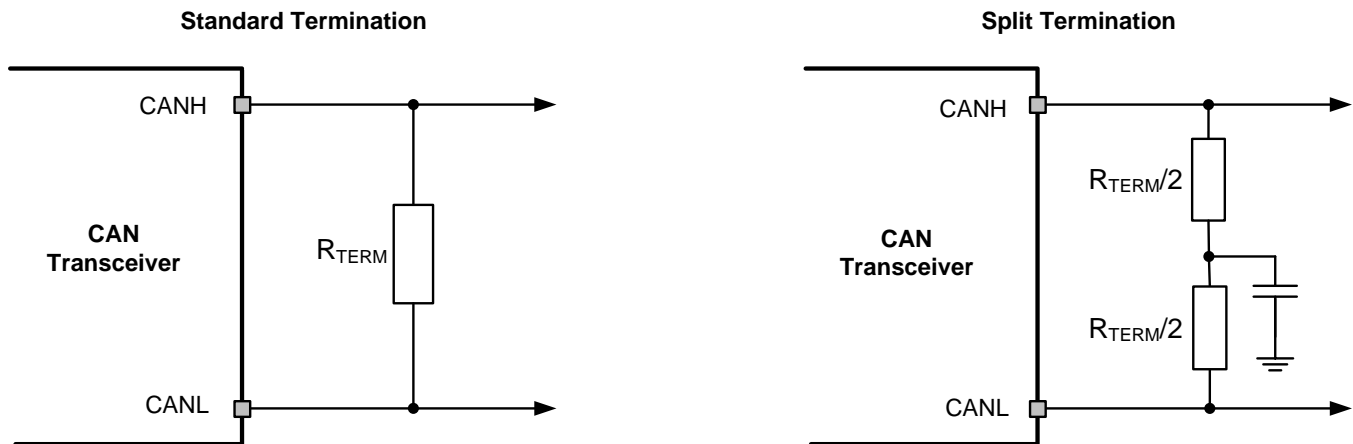 Standard Termination
CANH
CAN
Transceiver
RTERM
CANL
Split Termination
CANH
RTERM/2
CAN
Transceiver
RTERM/2
CANL